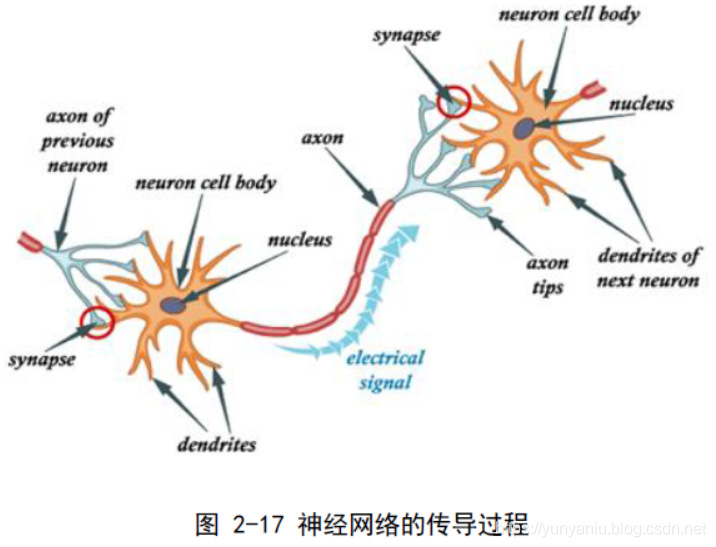 neuron cell body
synapse
nucleus
axon of
previous
neuron
axon
neuron cell body
nucleus
axon
tips
dendrites of
next neuron
synapse
electrical
signal
dendrites
图 2-17 神经网络的传导过程
https://yunyaniu.blog.csdn.net